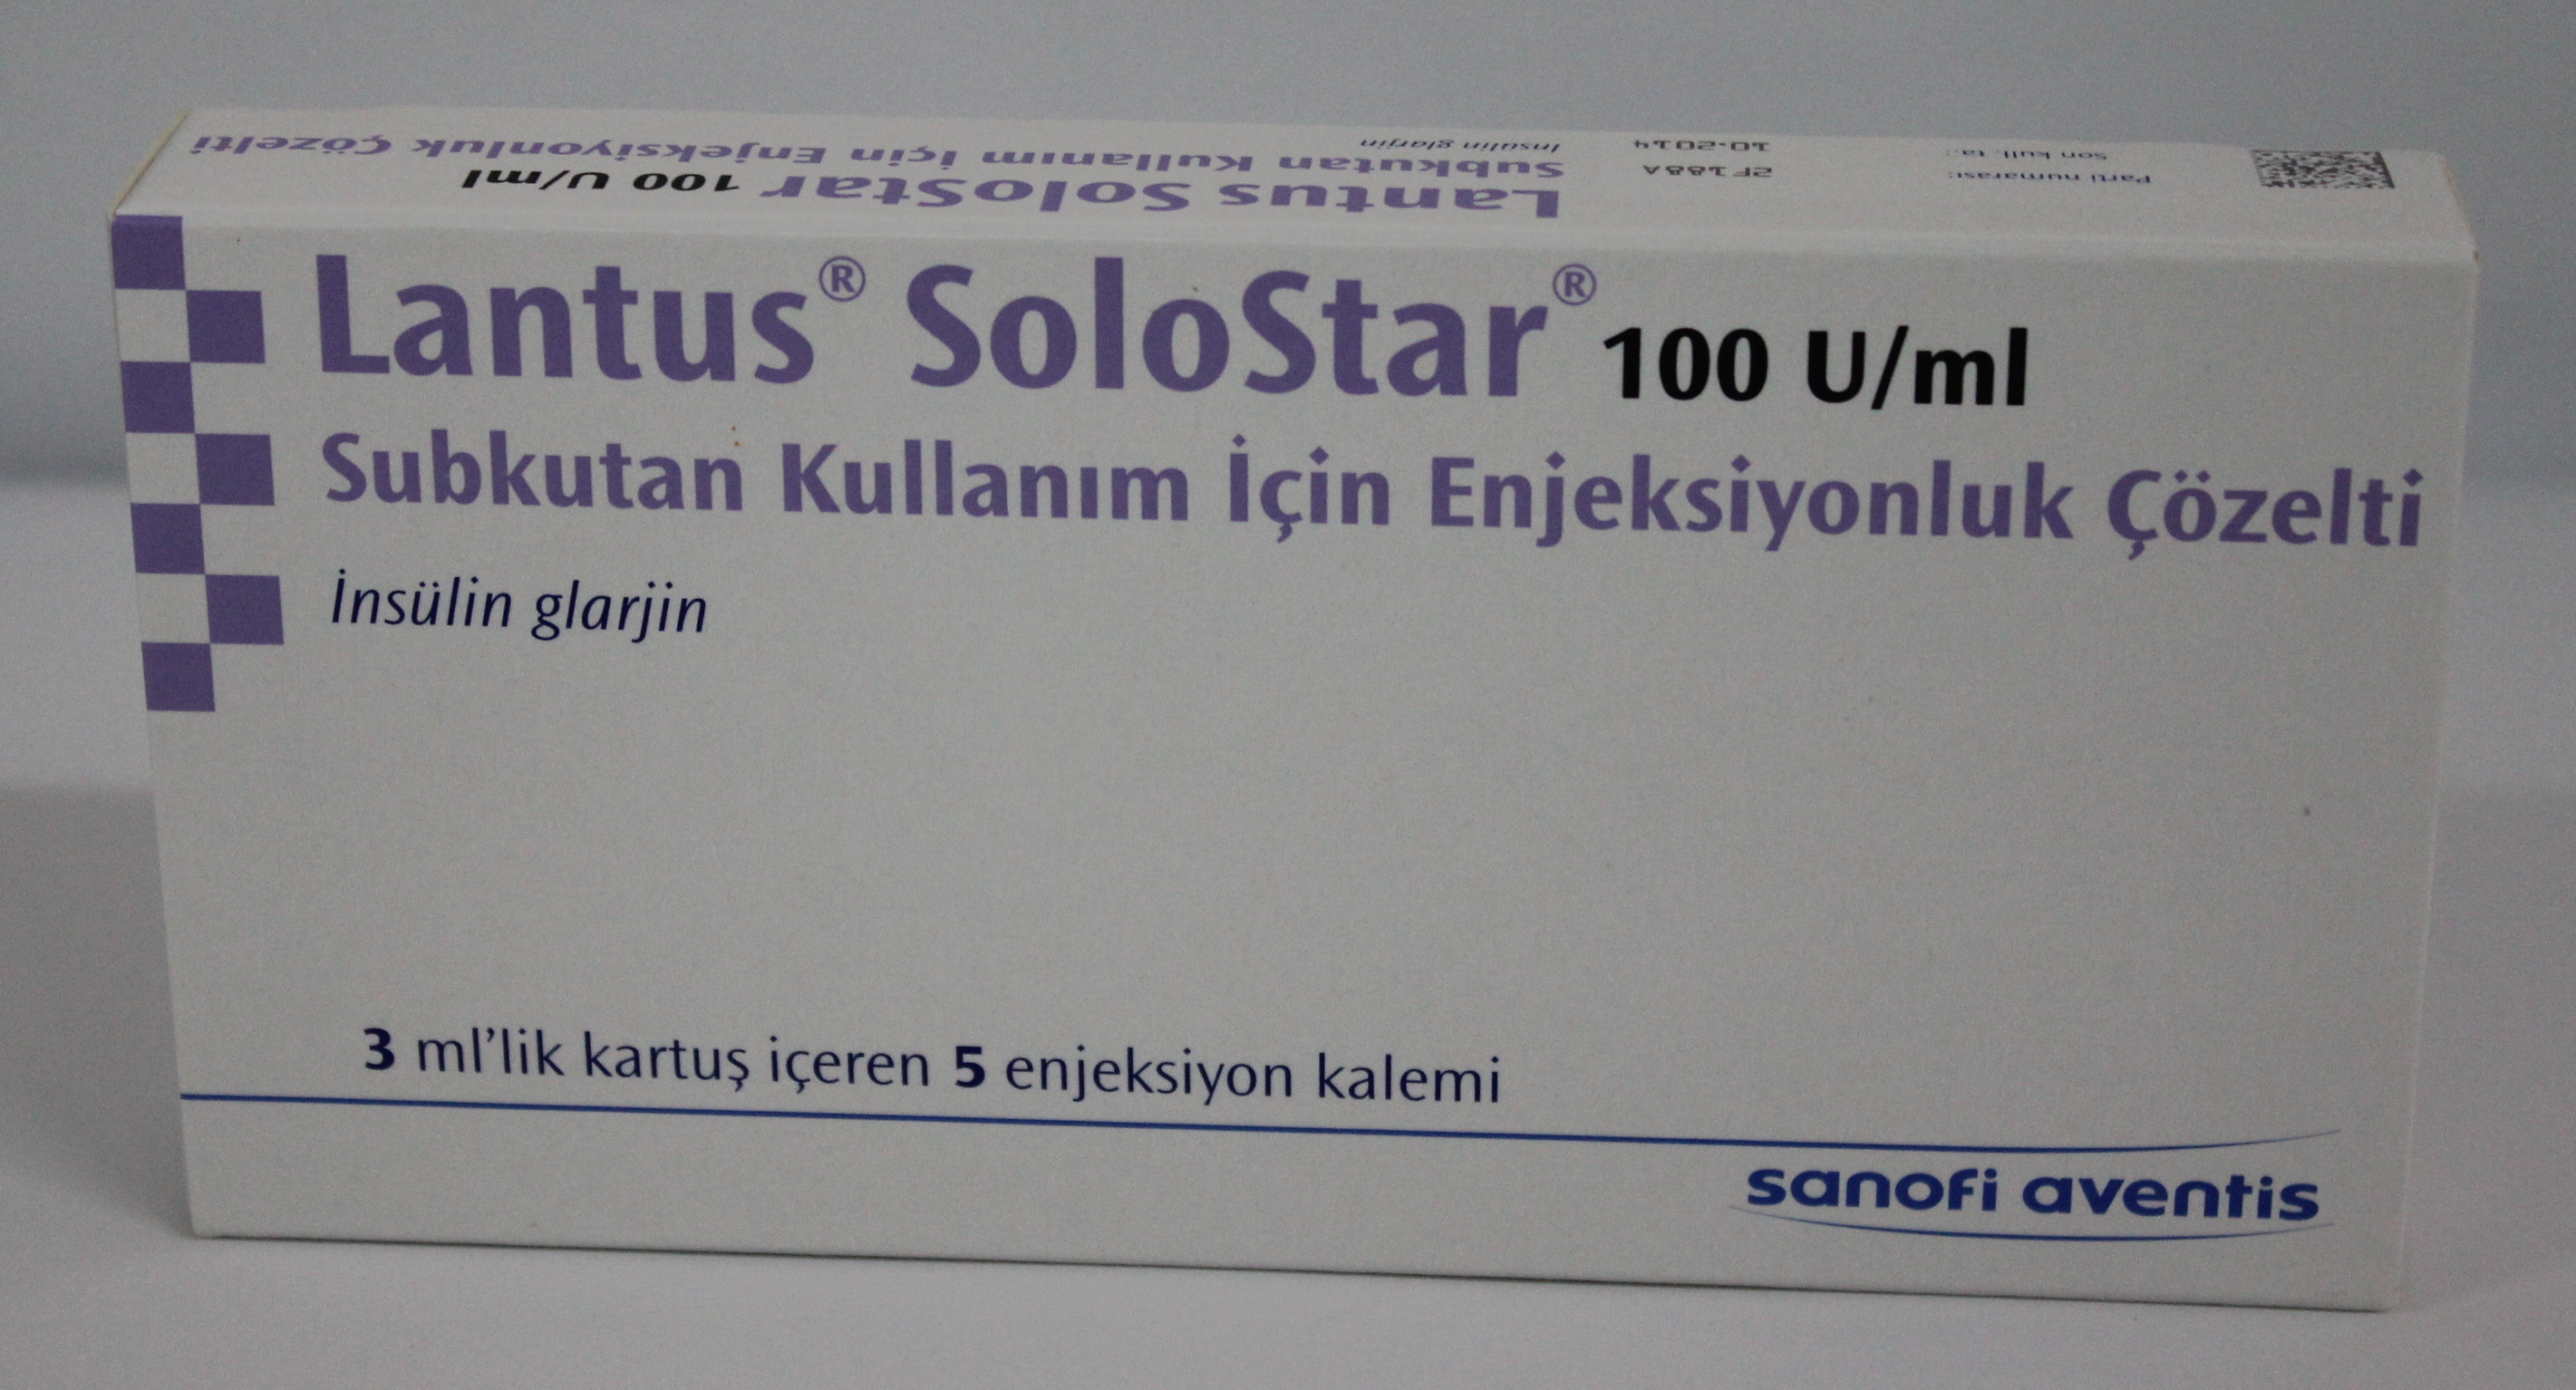 Lantus® SoloStar® 100 U/ml
Subkutan Kullanım İçin Enjeksiyonluk Çözelti
İnsülin glarjin
3 ml’lik kartuş içeren 5 enjeksiyon kalemi
sanofi aventis
Lantus SoloStar 100 U/ml
Subkutan Kullanım İçin Enjeksiyonluk Çözelti
İnsülin glarjin
Parti numarası: 2F188A
Son kull. ta.: 10.2014